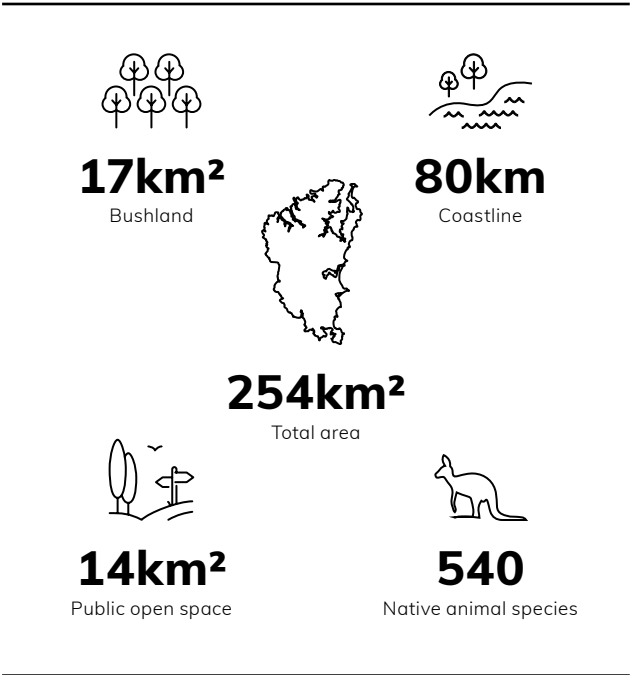 17km²
Bushland
80km
Coastline
254km²
Total area
14km²
Public open space
540
Native animal species